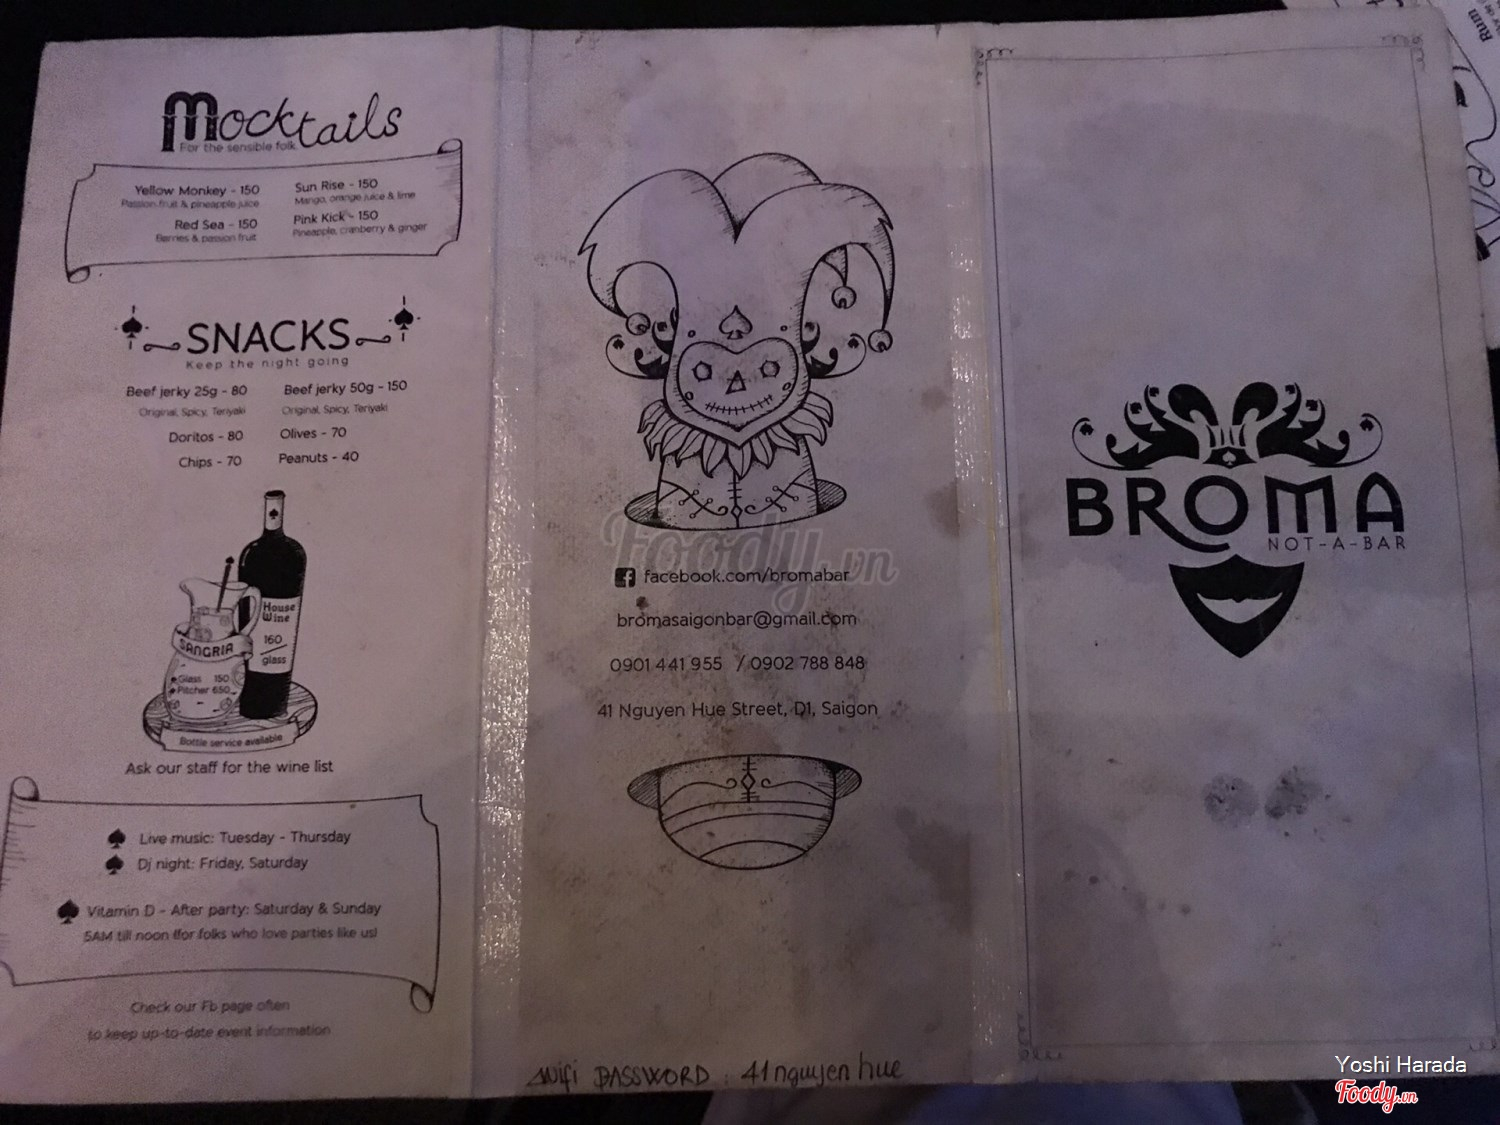 Mocktails
For the sensible folk
Yellow Monkey - 150
Passion fruit & pineapple juice
Sun Rise - 150
Mango, orange juice & lime
Red Sea - 150
Berries & passion fruit
Pink Kick - 150
Pineapple, cranberry & ginger
SNACKS
Keep the night going
Beef jerky 25g - 80
Original, Spicy, Teriyaki
Beef jerky 50g - 150
Original, Spicy, Teriyaki
Doritos - 80
Olives - 70
Chips - 70
Peanuts - 40
House
Wine
160
glass
SANGRIA
Glass 150
Pitcher 650
Bottle service available
Ask our staff for the wine list
Live music: Tuesday - Thursday
Dj night: Friday, Saturday
Vitamin D - After party: Saturday & Sunday
5AM till noon for folks who love parties like us!
Check our Fb page often
to keep up-to-date event information
facebook.com/bromabar
bromasaigonbar@gmail.com
0901 441 955 / 0902 788 848
41 Nguyen Hue Street, D1, Saigon
Wifi PASSWORD : 41nguyen hue
BROMA
NOT-A-BAR
Rum
Foody.vn
Yoshi Harada
Foody.vn